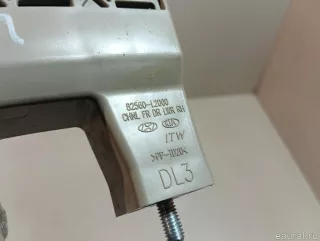 82560-L2000
CHNL FR DR LWR RH
ITW
DL3